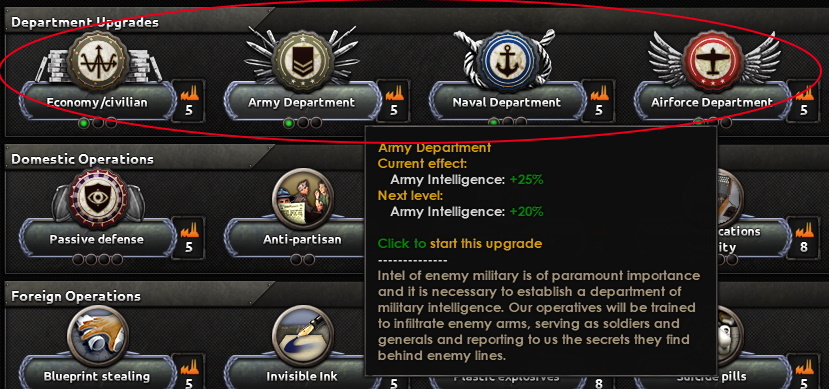 Department Upgrades
Economy/civilian 5
Army Department 5
Naval Department 5
Airforce Department 5
Army Department
Current effect:
Army Intelligence: +25%
Next level:
Army Intelligence: +20%
Click to start this upgrade
--------------
Intel of enemy military is of paramount importance
and it is necessary to establish a department of
military intelligence. Our operatives will be trained
to infiltrate enemy arms, serving as soldiers and
generals and reporting to us the secrets they find
behind enemy lines.
Domestic Operations
Passive defense 5
Anti-partisan
cations
ity 8
Foreign Operations
Blueprint stealing 5
Invisible Ink 5
Plastic explosives 8
Suicide pills 5